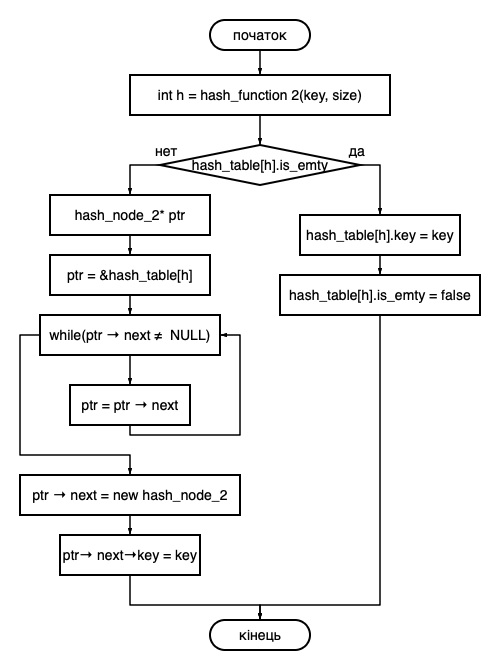 початок
int h = hash_function 2(key, size)
нет
да
hash_table[h].is_emty
hash_node_2* ptr
hash_table[h].key = key
ptr = &hash_table[h]
hash_table[h].is_emty = false
while(ptr → next ≠ NULL)
ptr = ptr → next
ptr → next = new hash_node_2
ptr→ next→key = key
кінець